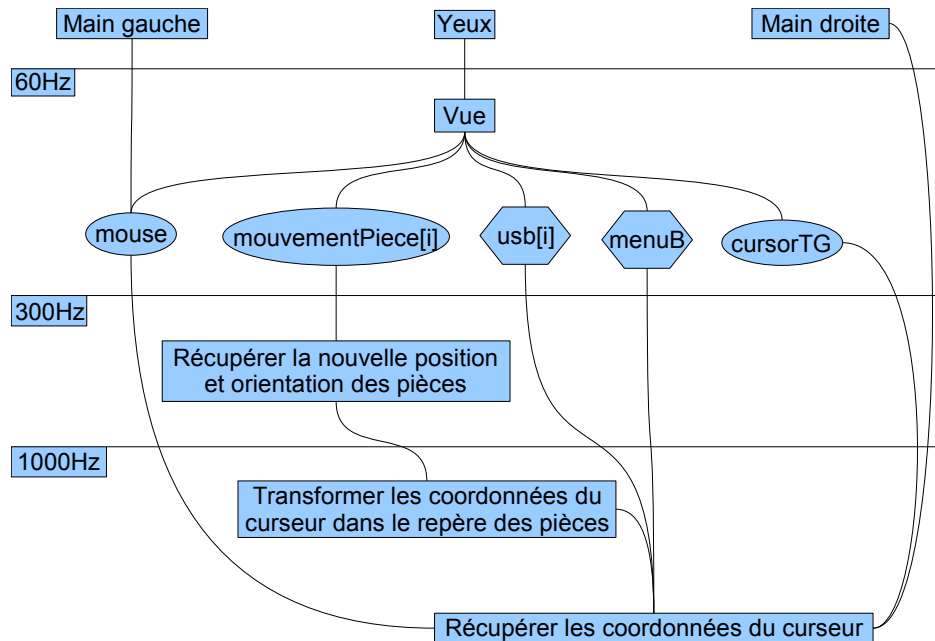 Main gauche
Yeux
Main droite
60Hz
Vue
mouse
mouvementPiece[i]
usb[i]
menuB
cursorTG
300Hz
Récupérer la nouvelle position
et orientation des pièces
1000Hz
Transformer les coordonnées du
curseur dans le repère des pièces
Récupérer les coordonnées du curseur